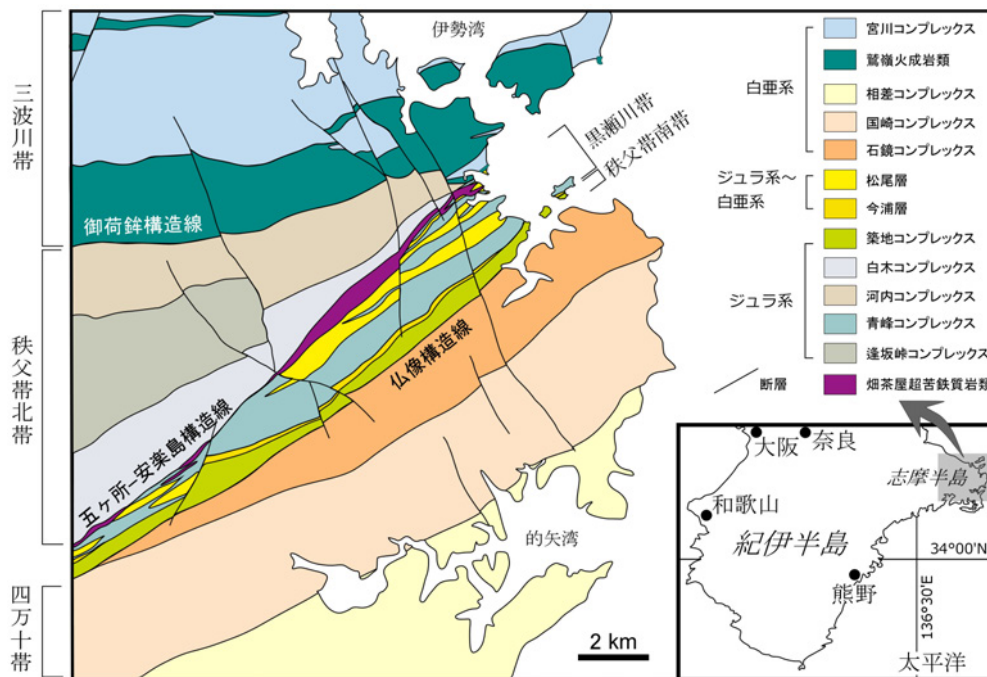 三波川帯
秩父帯北帯
四万十帯
伊勢湾
黒瀬川帯
秩父帯南帯
御荷鉾構造線
仏像構造線
五ヶ所−安楽島構造線
的矢湾
2 km
白亜系
宮川コンプレックス
鷲嶺火成岩類
相差コンプレックス
国崎コンプレックス
石鏡コンプレックス
ジュラ系〜
白亜系
松尾層
今浦層
ジュラ系
築地コンプレックス
白木コンプレックス
河内コンプレックス
青峰コンプレックス
逢坂峠コンプレックス
断層
畑茶屋超苦鉄質岩類
大阪
奈良
志摩半島
和歌山
紀伊半島
34°00'N
熊野
136°30'E
太平洋